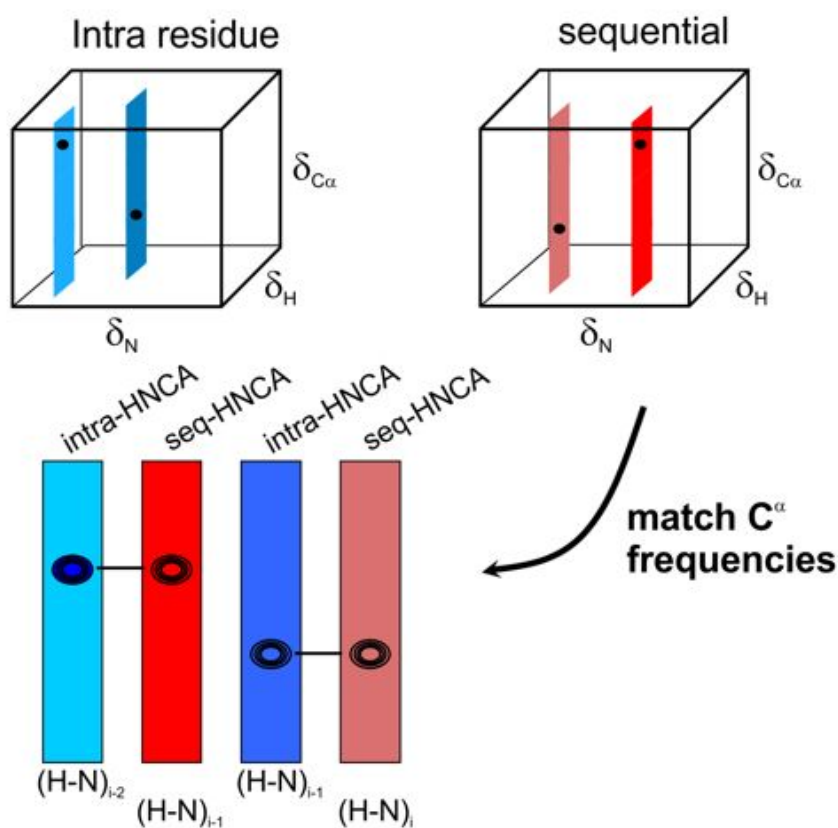 Intra residue
sequential
δCα
δH
δN
δCα
δH
δN
intra-HNCA
seq-HNCA
intra-HNCA
seq-HNCA
match Cα
frequencies
(H-N)i-2
(H-N)i-1
(H-N)i-1
(H-N)i